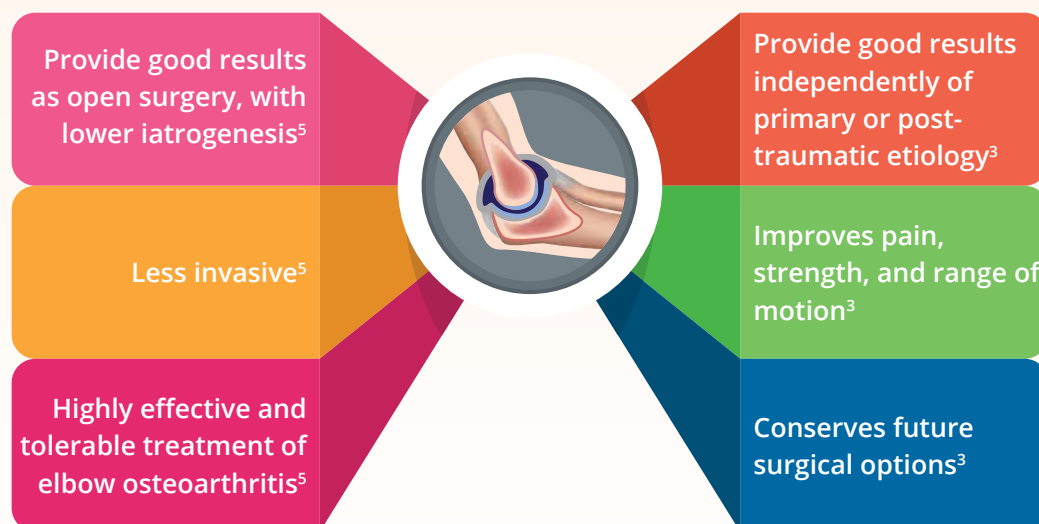 Provide good results
as open surgery, with
lower iatrogenesis⁵
Less invasive⁵
Highly effective and
tolerable treatment of
elbow osteoarthritis⁵
Provide good results
independently of
primary or post-
traumatic etiology³
Improves pain,
strength, and range of
motion³
Conserves future
surgical options³